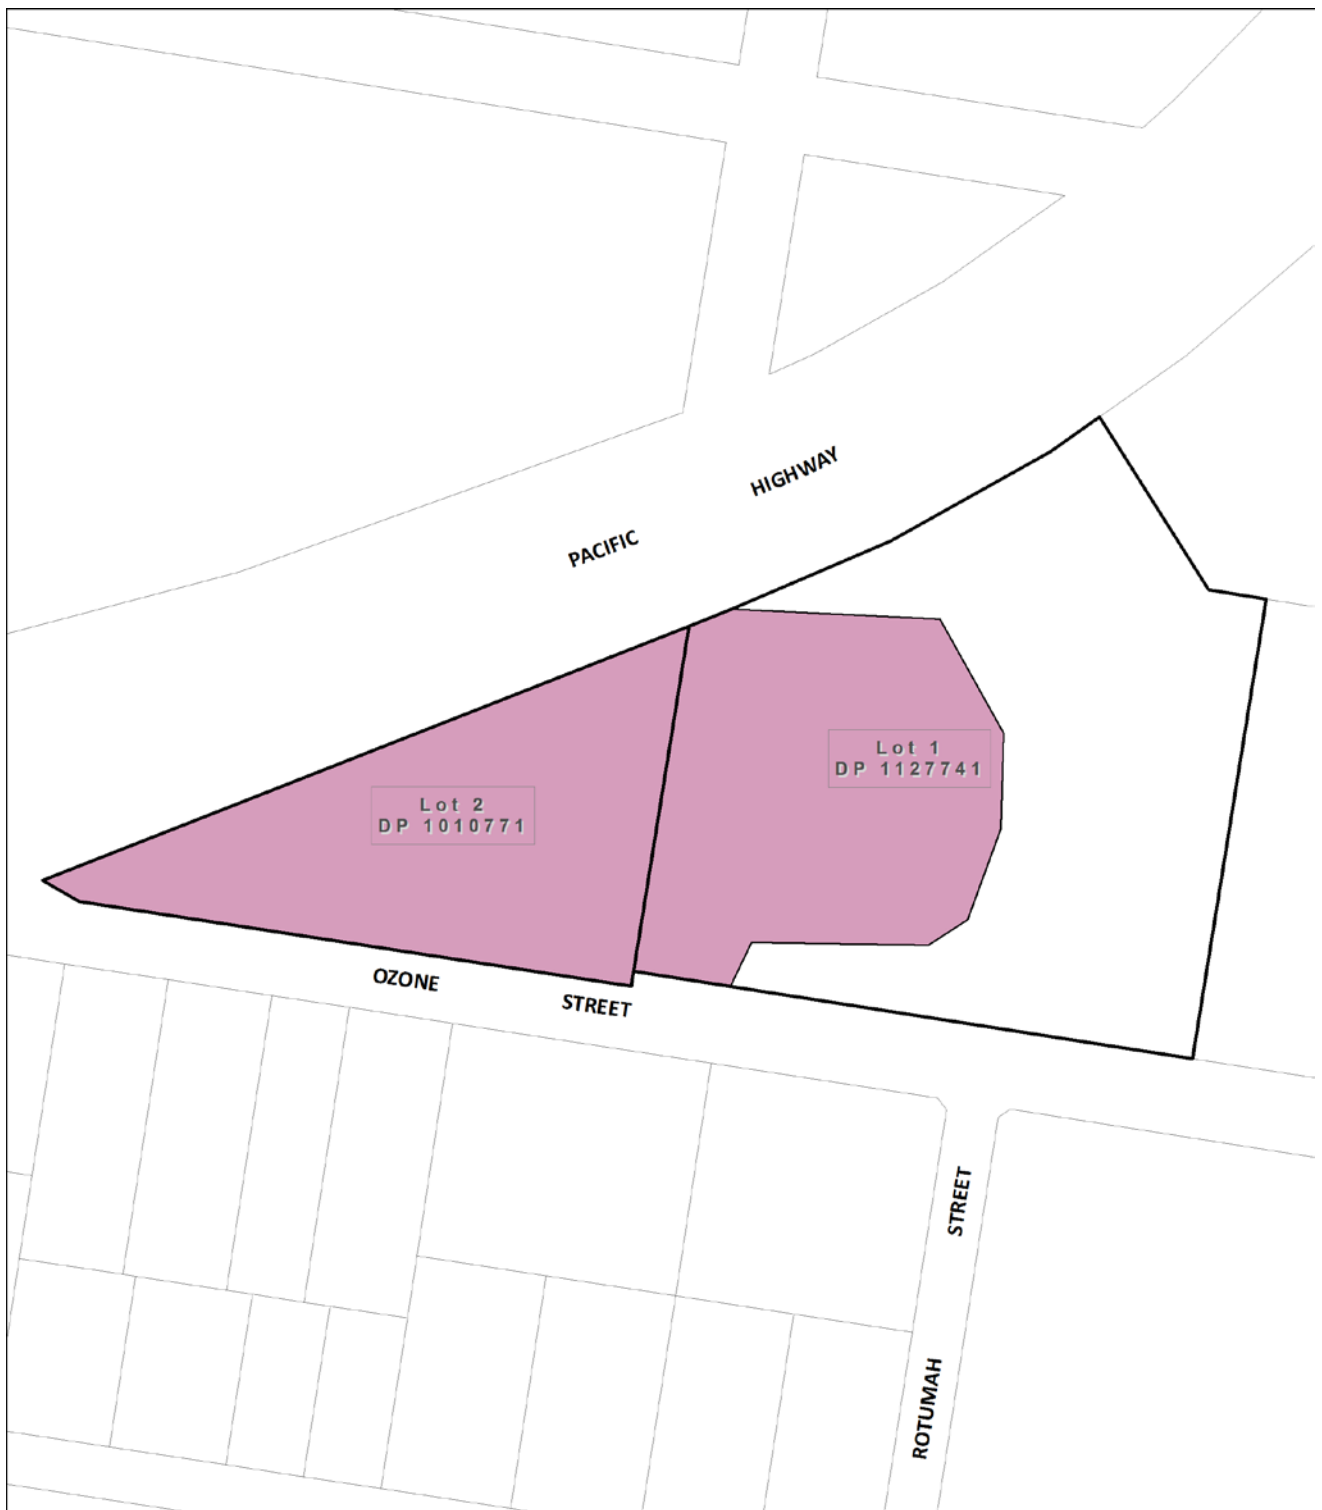 HIGHWAY
PACIFIC
Lot 1
DP 1127741
Lot 2
DP 1010771
OZONE
STREET
STREET
ROTUMAH